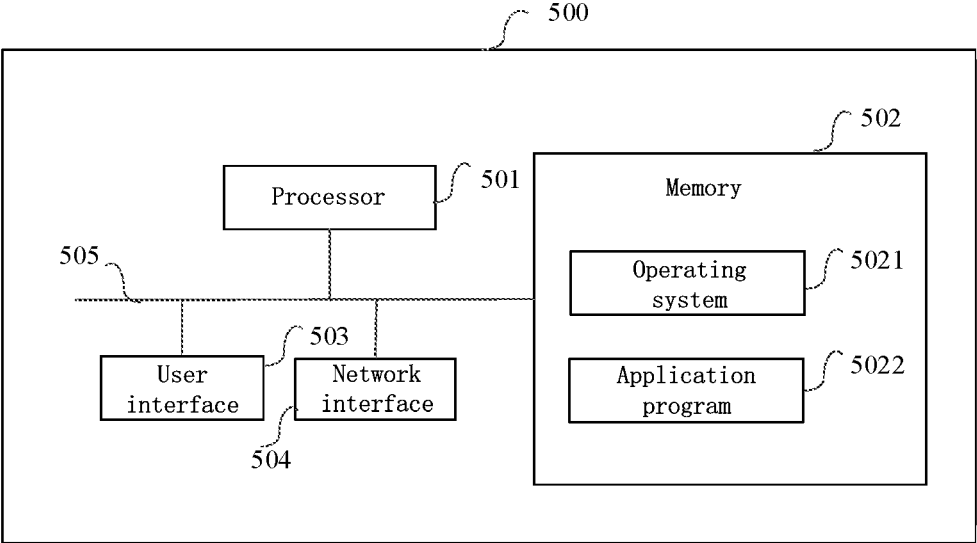 500
502
Memory
501
Processor
505
Operating
system
5021
503
User
interface
Network
interface
504
Application
program
5022